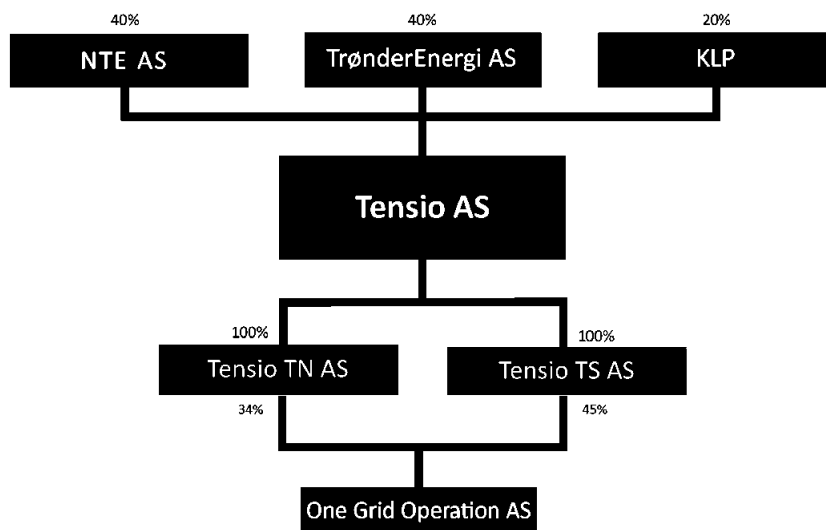 40% 40% 20%
NTE AS TrønderEnergi AS KLP
Tensio AS
100% 100%
Tensio TN AS Tensio TS AS
34% 45%
One Grid Operation AS